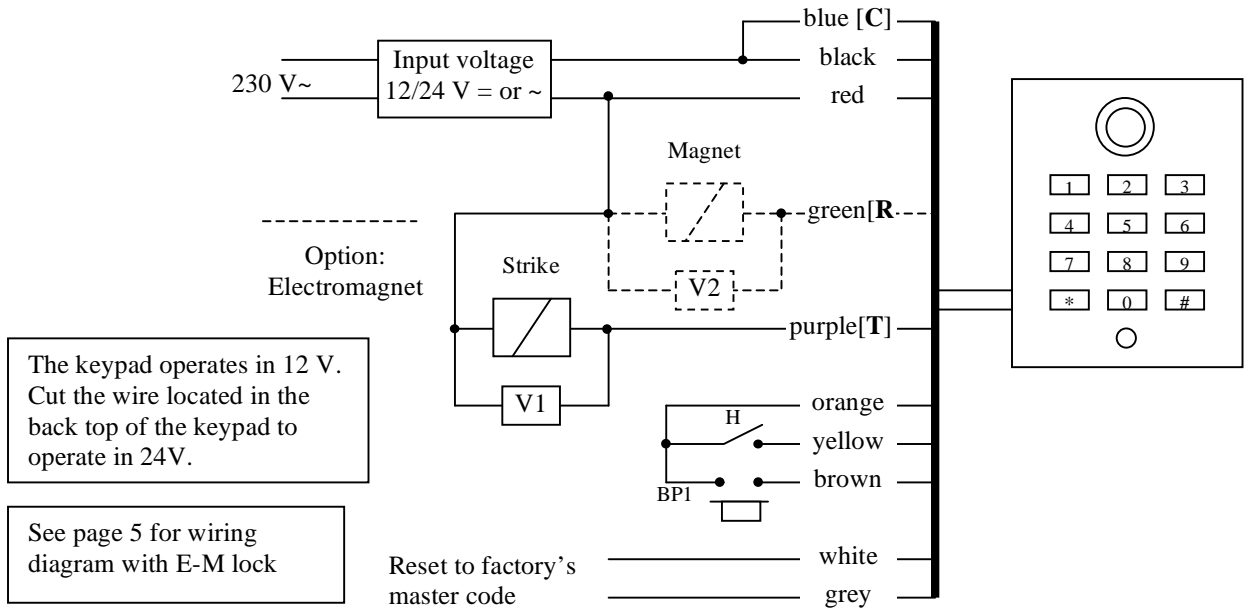 blue [C]
230 V~
Input voltage
12/24 V = or ~
black
red
Magnet
green[R
V2
Option:
Electromagnet
Strike
purple[T]
V1
The keypad operates in 12 V.
Cut the wire located in the
back top of the keypad to
operate in 24V.
orange
H
yellow
BP1
brown
See page 5 for wiring
diagram with E-M lock
Reset to factory's
master code
white
grey
1 2 3
4 5 6
7 8 9
* 0 #